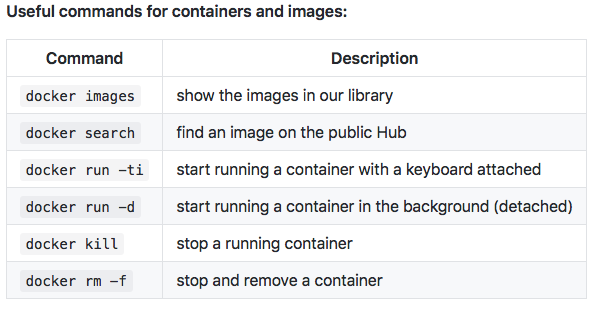 Useful commands for containers and images:
Command Description
docker images show the images in our library
docker search find an image on the public Hub
docker run –ti start running a container with a keyboard attached
docker run –d start running a container in the background (detached)
docker kill stop a running container
docker rm –f stop and remove a container